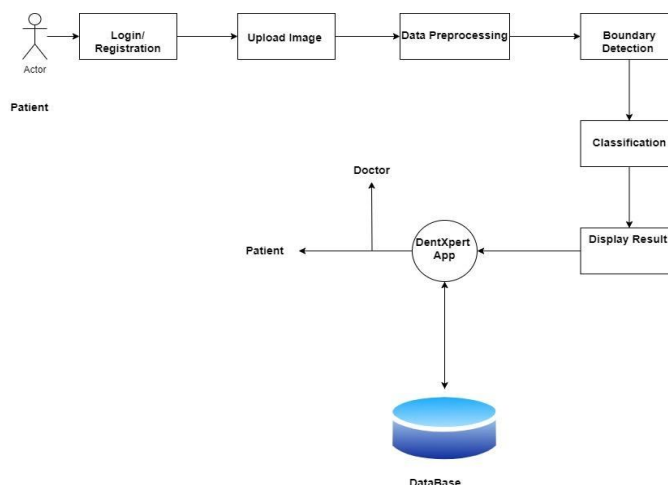 Login/
Registration
Upload Image
Data Preprocessing
Boundary
Detection
Actor
Patient
Classification
Doctor
Display Result
DentXpert
App
Patient
DataBase